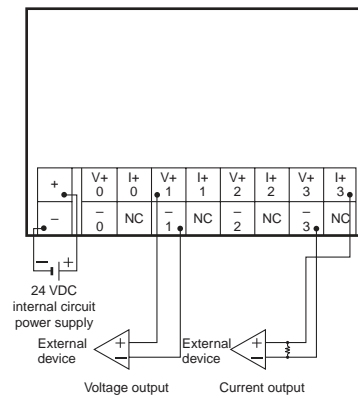 + V+ I+ V+ I+ V+ I+ V+ I+
0 0 1 1 2 2 3 3
− − NC − NC − NC − NC
0 1 2 3
− +
24 VDC
internal circuit
power supply
External
device
+
−
External
device
+
−
Voltage output
Current output